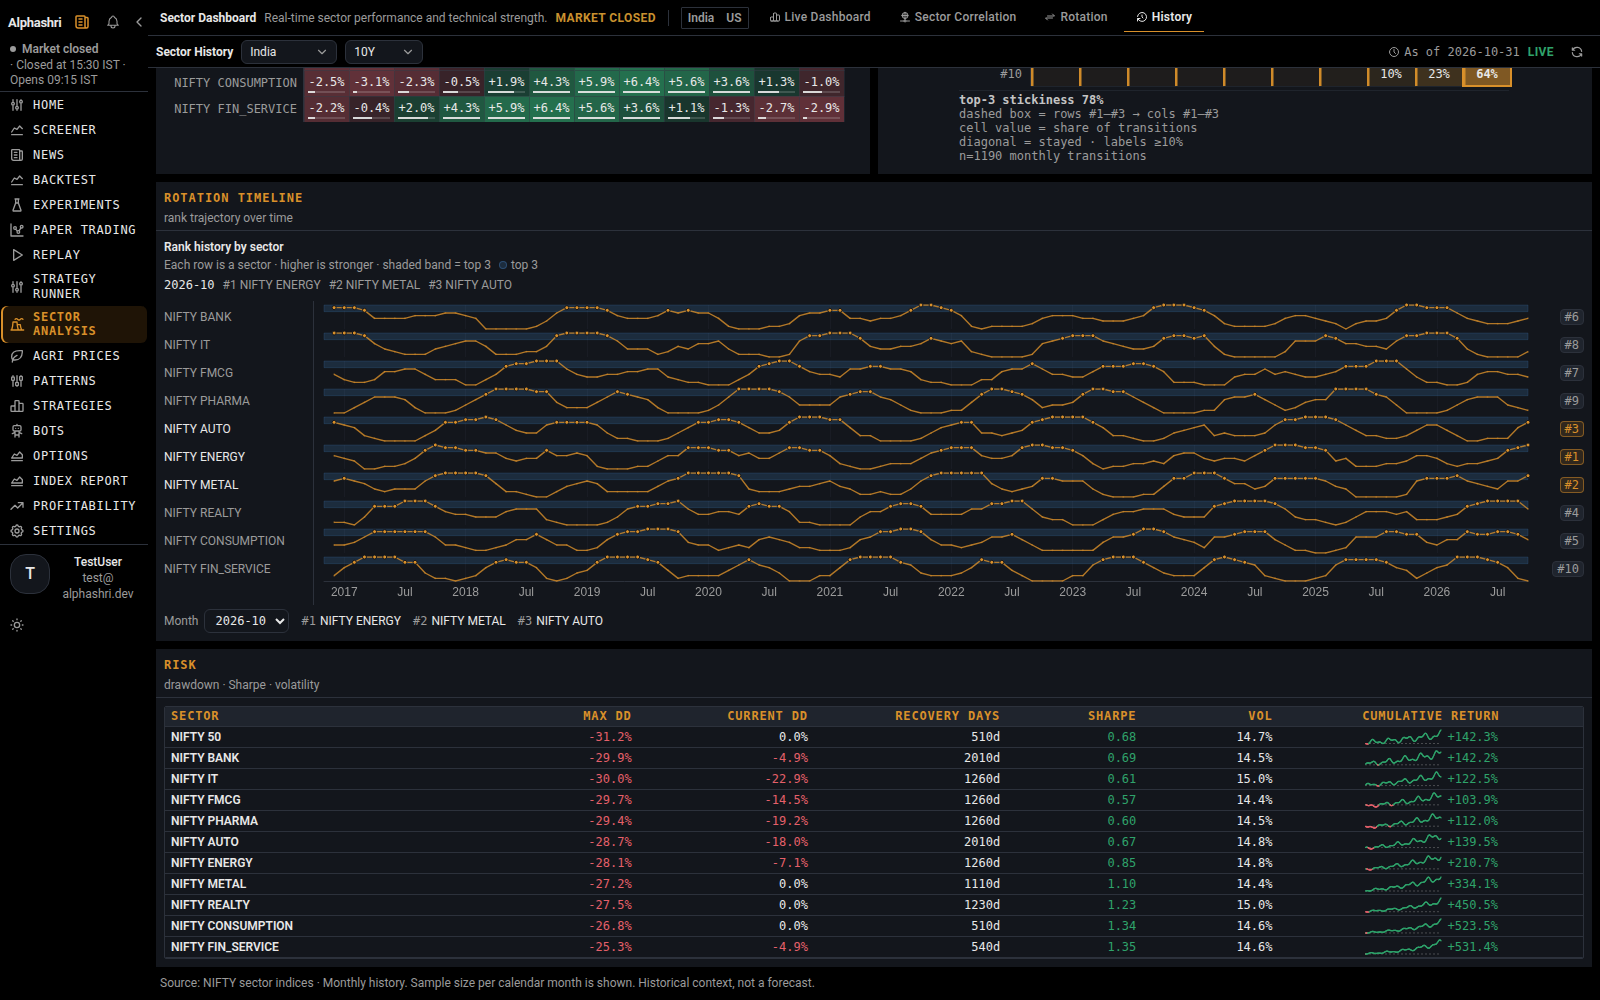 Alphashri
Market closed
· Closed at 15:30 IST ·
Opens 09:15 IST
HOME
SCREENER
NEWS
BACKTEST
EXPERIMENTS
PAPER TRADING
REPLAY
STRATEGY
RUNNER
SECTOR
ANALYSIS
AGRI PRICES
PATTERNS
STRATEGIES
BOTS
OPTIONS
INDEX REPORT
PROFITABILITY
SETTINGS
T
TestUser
test@
alphashri.dev
Sector Dashboard Real-time sector performance and technical strength. MARKET CLOSED India US Live Dashboard Sector Correlation Rotation History
Sector History India 10Y As of 2026-10-31 LIVE
NIFTY CONSUMPTION -2.5% -3.1% -2.3% -0.5% +1.9% +4.3% +5.9% +6.4% +5.6% +3.6% +1.3% -1.0%
NIFTY FIN_SERVICE -2.2% -0.4% +2.0% +4.3% +5.9% +6.4% +5.6% +3.6% +1.1% -1.3% -2.7% -2.9%
#10 10% 23% 64%
top-3 stickiness 78%
dashed box = rows #1–#3 → cols #1–#3
cell value = share of transitions
diagonal = stayed · labels ≥10%
n=1190 monthly transitions
ROTATION TIMELINE
rank trajectory over time
Rank history by sector
Each row is a sector · higher is stronger · shaded band = top 3 top 3
2026-10 #1 NIFTY ENERGY #2 NIFTY METAL #3 NIFTY AUTO
NIFTY BANK #6
NIFTY IT #8
NIFTY FMCG #7
NIFTY PHARMA #9
NIFTY AUTO #3
NIFTY ENERGY #1
NIFTY METAL #2
NIFTY REALTY #4
NIFTY CONSUMPTION #5
NIFTY FIN_SERVICE #10
2017 Jul 2018 Jul 2019 Jul 2020 Jul 2021 Jul 2022 Jul 2023 Jul 2024 Jul 2025 Jul 2026 Jul
Month 2026-10 #1 NIFTY ENERGY #2 NIFTY METAL #3 NIFTY AUTO
RISK
drawdown · Sharpe · volatility
SECTOR MAX DD CURRENT DD RECOVERY DAYS SHARPE VOL CUMULATIVE RETURN
NIFTY 50 -31.2% 0.0% 510d 0.68 14.7% +142.3%
NIFTY BANK -29.9% -4.9% 2010d 0.69 14.5% +142.2%
NIFTY IT -30.0% -22.9% 1260d 0.61 15.0% +122.5%
NIFTY FMCG -29.7% -14.5% 1260d 0.57 14.4% +103.9%
NIFTY PHARMA -29.4% -19.2% 1260d 0.60 14.5% +112.0%
NIFTY AUTO -28.7% -18.0% 2010d 0.67 14.8% +139.5%
NIFTY ENERGY -28.1% -7.1% 1260d 0.85 14.8% +210.7%
NIFTY METAL -27.2% 0.0% 1110d 1.10 14.4% +334.1%
NIFTY REALTY -27.5% 0.0% 1230d 1.23 15.0% +450.5%
NIFTY CONSUMPTION -26.8% 0.0% 510d 1.34 14.6% +523.5%
NIFTY FIN_SERVICE -25.3% -4.9% 540d 1.35 14.6% +531.4%
Source: NIFTY sector indices · Monthly history. Sample size per calendar month is shown. Historical context, not a forecast.